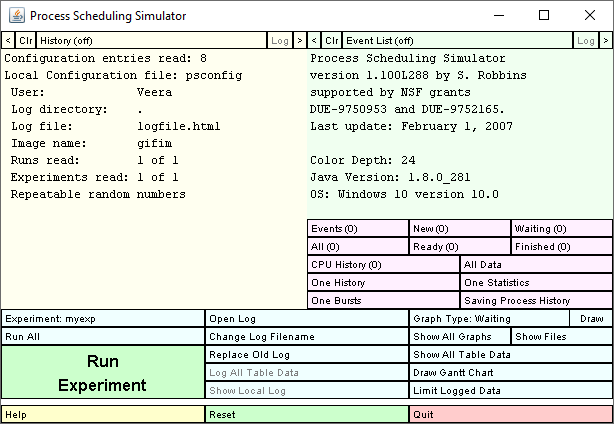 Process Scheduling Simulator
< Clr History (off) Log >
< Clr Event List (off) Log >
Configuration entries read: 8
Local Configuration file: psconfig
User: Veera
Log directory: .
Log file: logfile.html
Image name: gifim
Runs read: 1 of 1
Experiments read: 1 of 1
Repeatable random numbers
Process Scheduling Simulator
version 1.100L288 by S. Robbins
supported by NSF grants
DUE-9750953 and DUE-9752165.
Last update: February 1, 2007
Color Depth: 24
Java Version: 1.8.0_281
OS: Windows 10 version 10.0
Events (0) New (0) Waiting (0)
All (0) Ready (0) Finished (0)
CPU History (0) All Data
One History One Statistics
One Bursts Saving Process History
Experiment: myexp Open Log Graph Type: Waiting Draw
Run All Change Log Filename Show All Graphs Show Files
Run
Experiment
Replace Old Log Show All Table Data
Log All Table Data Draw Gantt Chart
Show Local Log Limit Logged Data
Help Reset Quit